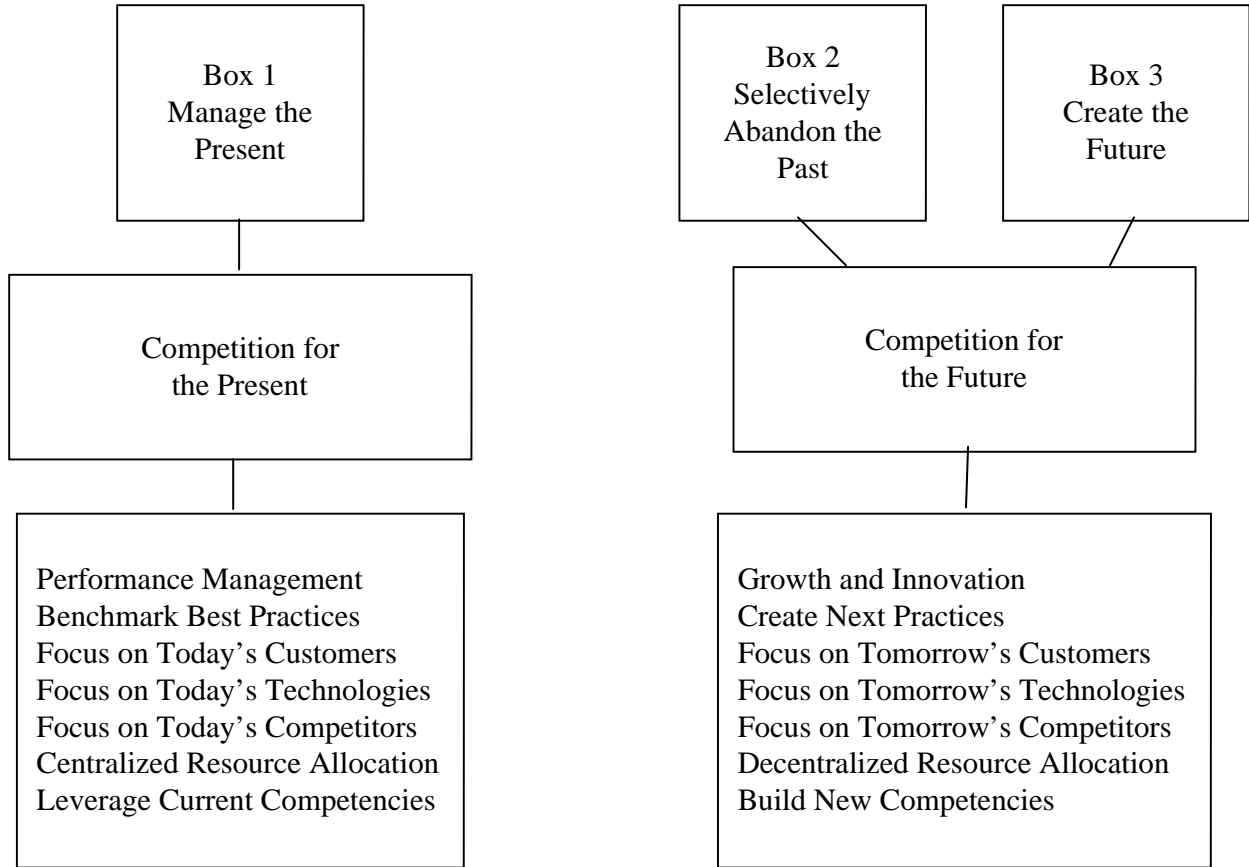 Box 1
Manage the
Present
Box 2
Selectively
Abandon the
Past
Box 3
Create the
Future
Competition for
the Present
Competition for
the Future
Performance Management
Benchmark Best Practices
Focus on Today’s Customers
Focus on Today’s Technologies
Focus on Today’s Competitors
Centralized Resource Allocation
Leverage Current Competencies
Growth and Innovation
Create Next Practices
Focus on Tomorrow’s Customers
Focus on Tomorrow’s Technologies
Focus on Tomorrow’s Competitors
Decentralized Resource Allocation
Build New Competencies